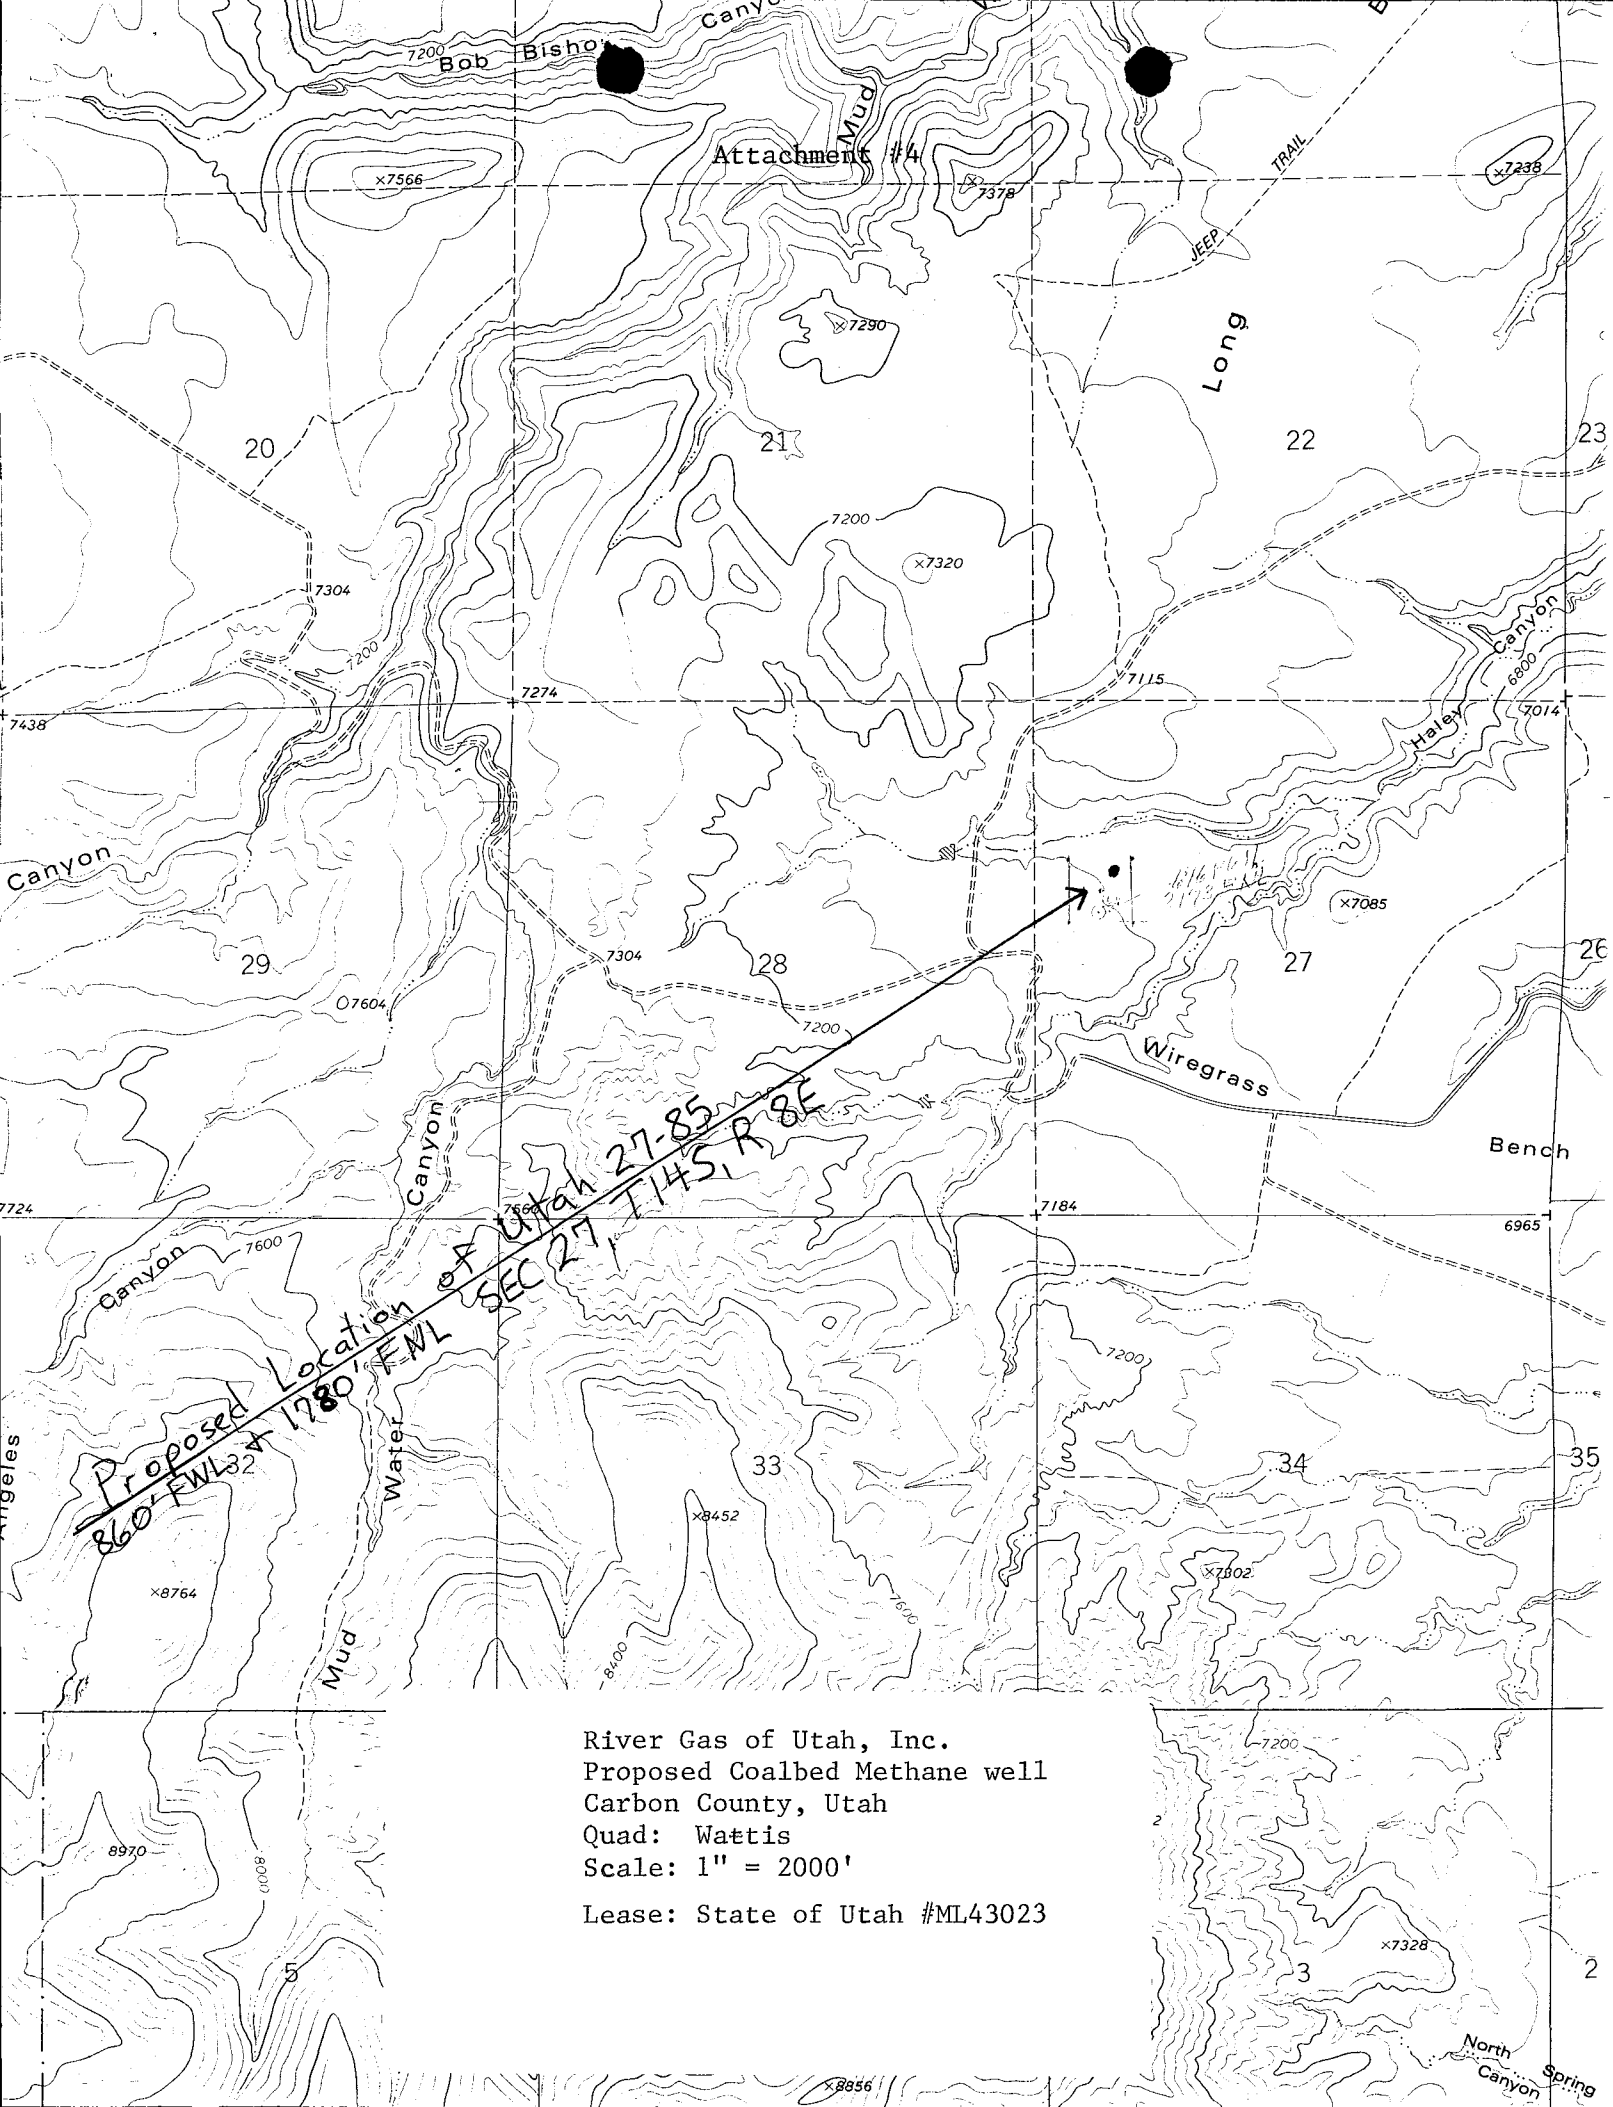 7200
Bob Bishop
Canyo
Mud
Attachment #4
TRAIL
×7566
×7378
×7238
JEEP
×7290
Long
20
21
22
23
7200
×7320
7304
7200
Canyon
6800
7274
7115
7438
7014
Haley
Canyon
×7085
29
7304
28
27
26
O7604
7200
Wiregrass
Canyon
Bench
7724
7184
6965
7600
Canyon
Proposed Location of Utah 27-85
860' FWL & 1780' FNL SEC 27, T14S, R 8E
7200
Angeles
32
Water
33
34
35
×8452
×8764
×7302
7600
Mud
8400
River Gas of Utah, Inc.
Proposed Coalbed Methane well
Carbon County, Utah
Quad: Wattis
Scale: 1" = 2000'
Lease: State of Utah #ML43023
7200
8970
8000
×7328
5
3
2
North
Canyon
Spring
×8856